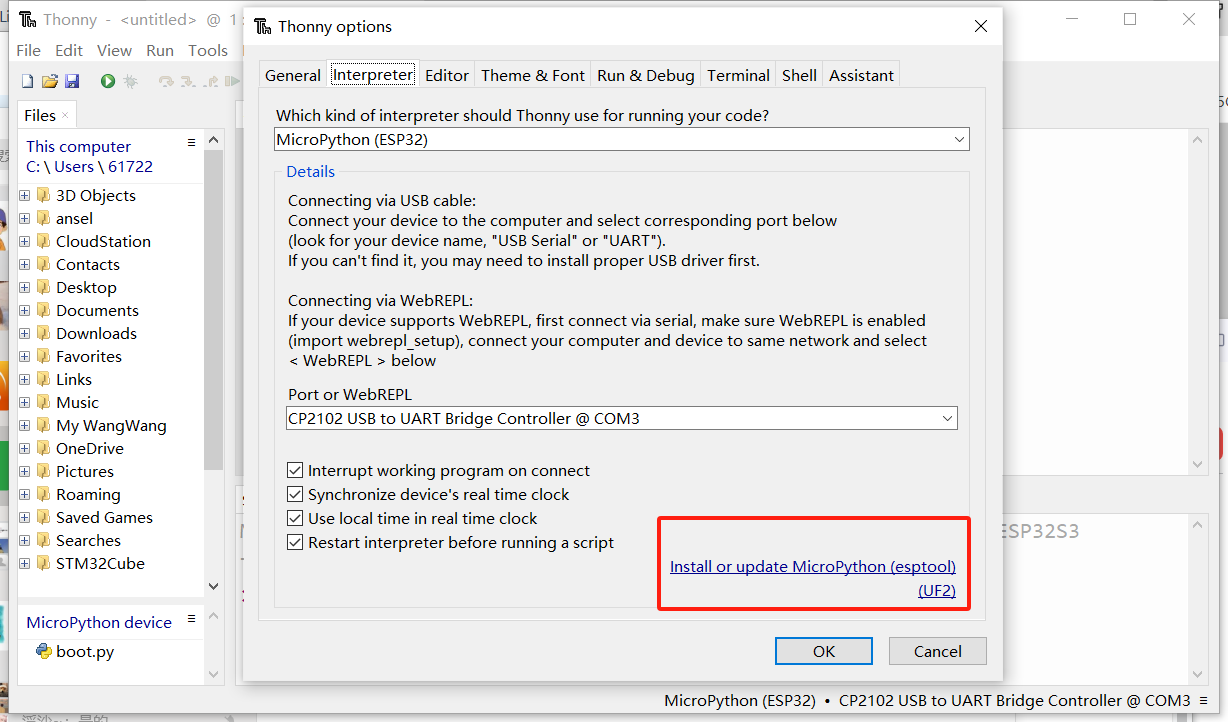 Thonny - <untitled> @ 1
Thonny options
File Edit View Run Tools
General Interpreter Editor Theme & Font Run & Debug Terminal Shell Assistant
Files ×
This computer
C: \ Users \ 61722
3D Objects
ansel
CloudStation
Contacts
Desktop
Documents
Downloads
Favorites
Links
Music
My WangWang
OneDrive
Pictures
Roaming
Saved Games
Searches
STM32Cube
MicroPython device
boot.py
Which kind of interpreter should Thonny use for running your code?
MicroPython (ESP32)
Details
Connecting via USB cable:
Connect your device to the computer and select corresponding port below
(look for your device name, "USB Serial" or "UART").
If you can't find it, you may need to install proper USB driver first.
Connecting via WebREPL:
If your device supports WebREPL, first connect via serial, make sure WebREPL is enabled
(import webrepl_setup), connect your computer and device to same network and select
< WebREPL > below
Port or WebREPL
CP2102 USB to UART Bridge Controller @ COM3
Interrupt working program on connect
Synchronize device's real time clock
Use local time in real time clock
Restart interpreter before running a script
Install or update MicroPython (esptool)
(UF2)
OK Cancel
ESP32S3
MicroPython (ESP32) • CP2102 USB to UART Bridge Controller @ COM3